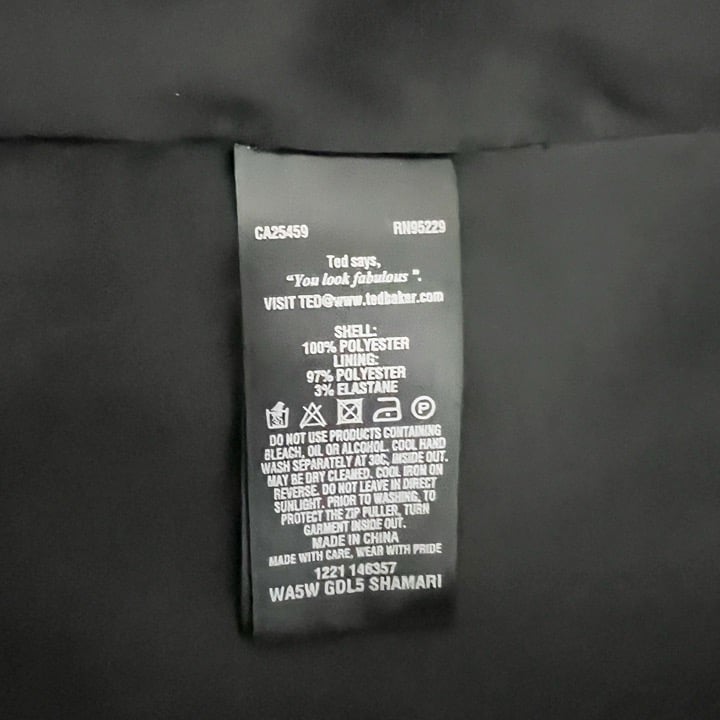 CA25459 RN95229
Ted says,
"You look fabulous ".
VISIT TED@www.tedbaker.com
SHELL:
100% POLYESTER
LINING:
97% POLYESTER
3% ELASTANE
P
DO NOT USE PRODUCTS CONTAINING
BLEACH, OIL OR ALCOHOL. COOL HAND
WASH SEPARATELY AT 30C, INSIDE OUT.
MAY BE DRY CLEANED. COOL IRON ON
REVERSE. DO NOT LEAVE IN DIRECT
SUNLIGHT. PRIOR TO WASHING, TO
PROTECT THE ZIP PULLER, TURN
GARMENT INSIDE OUT.
MADE IN CHINA
MADE WITH CARE, WEAR WITH PRIDE
1221 146357
WA5W GDL5 SHAMARI